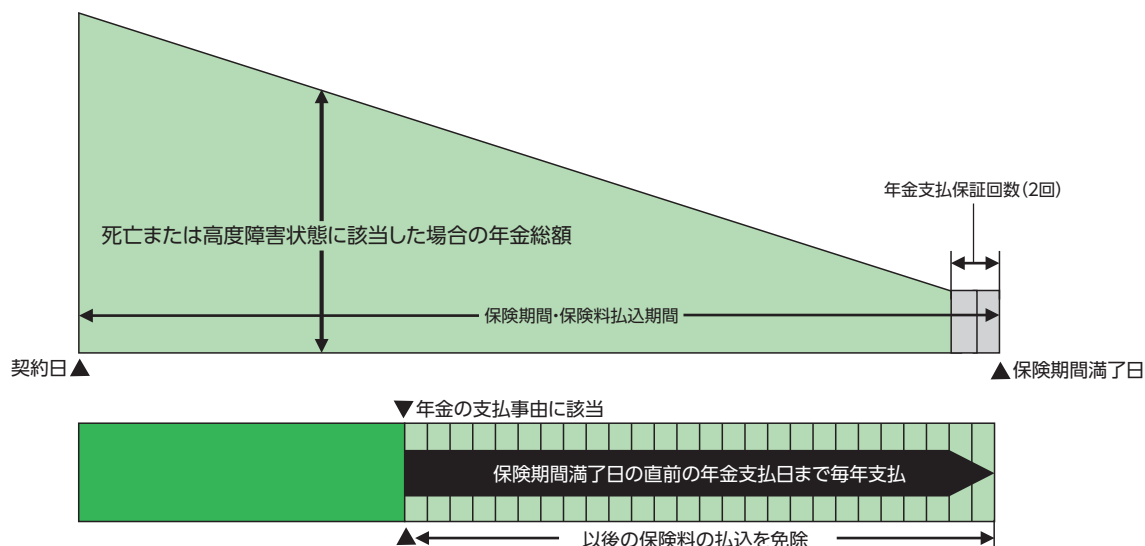 年金支払保証回数(2回)
死亡または高度障害状態に該当した場合の年金総額
保険期間・保険料払込期間
契約日▲
▲保険期間満了日
▼年金の支払事由に該当
保険期間満了日の直前の年金支払日まで毎年支払
▲
以後の保険料の払込を免除